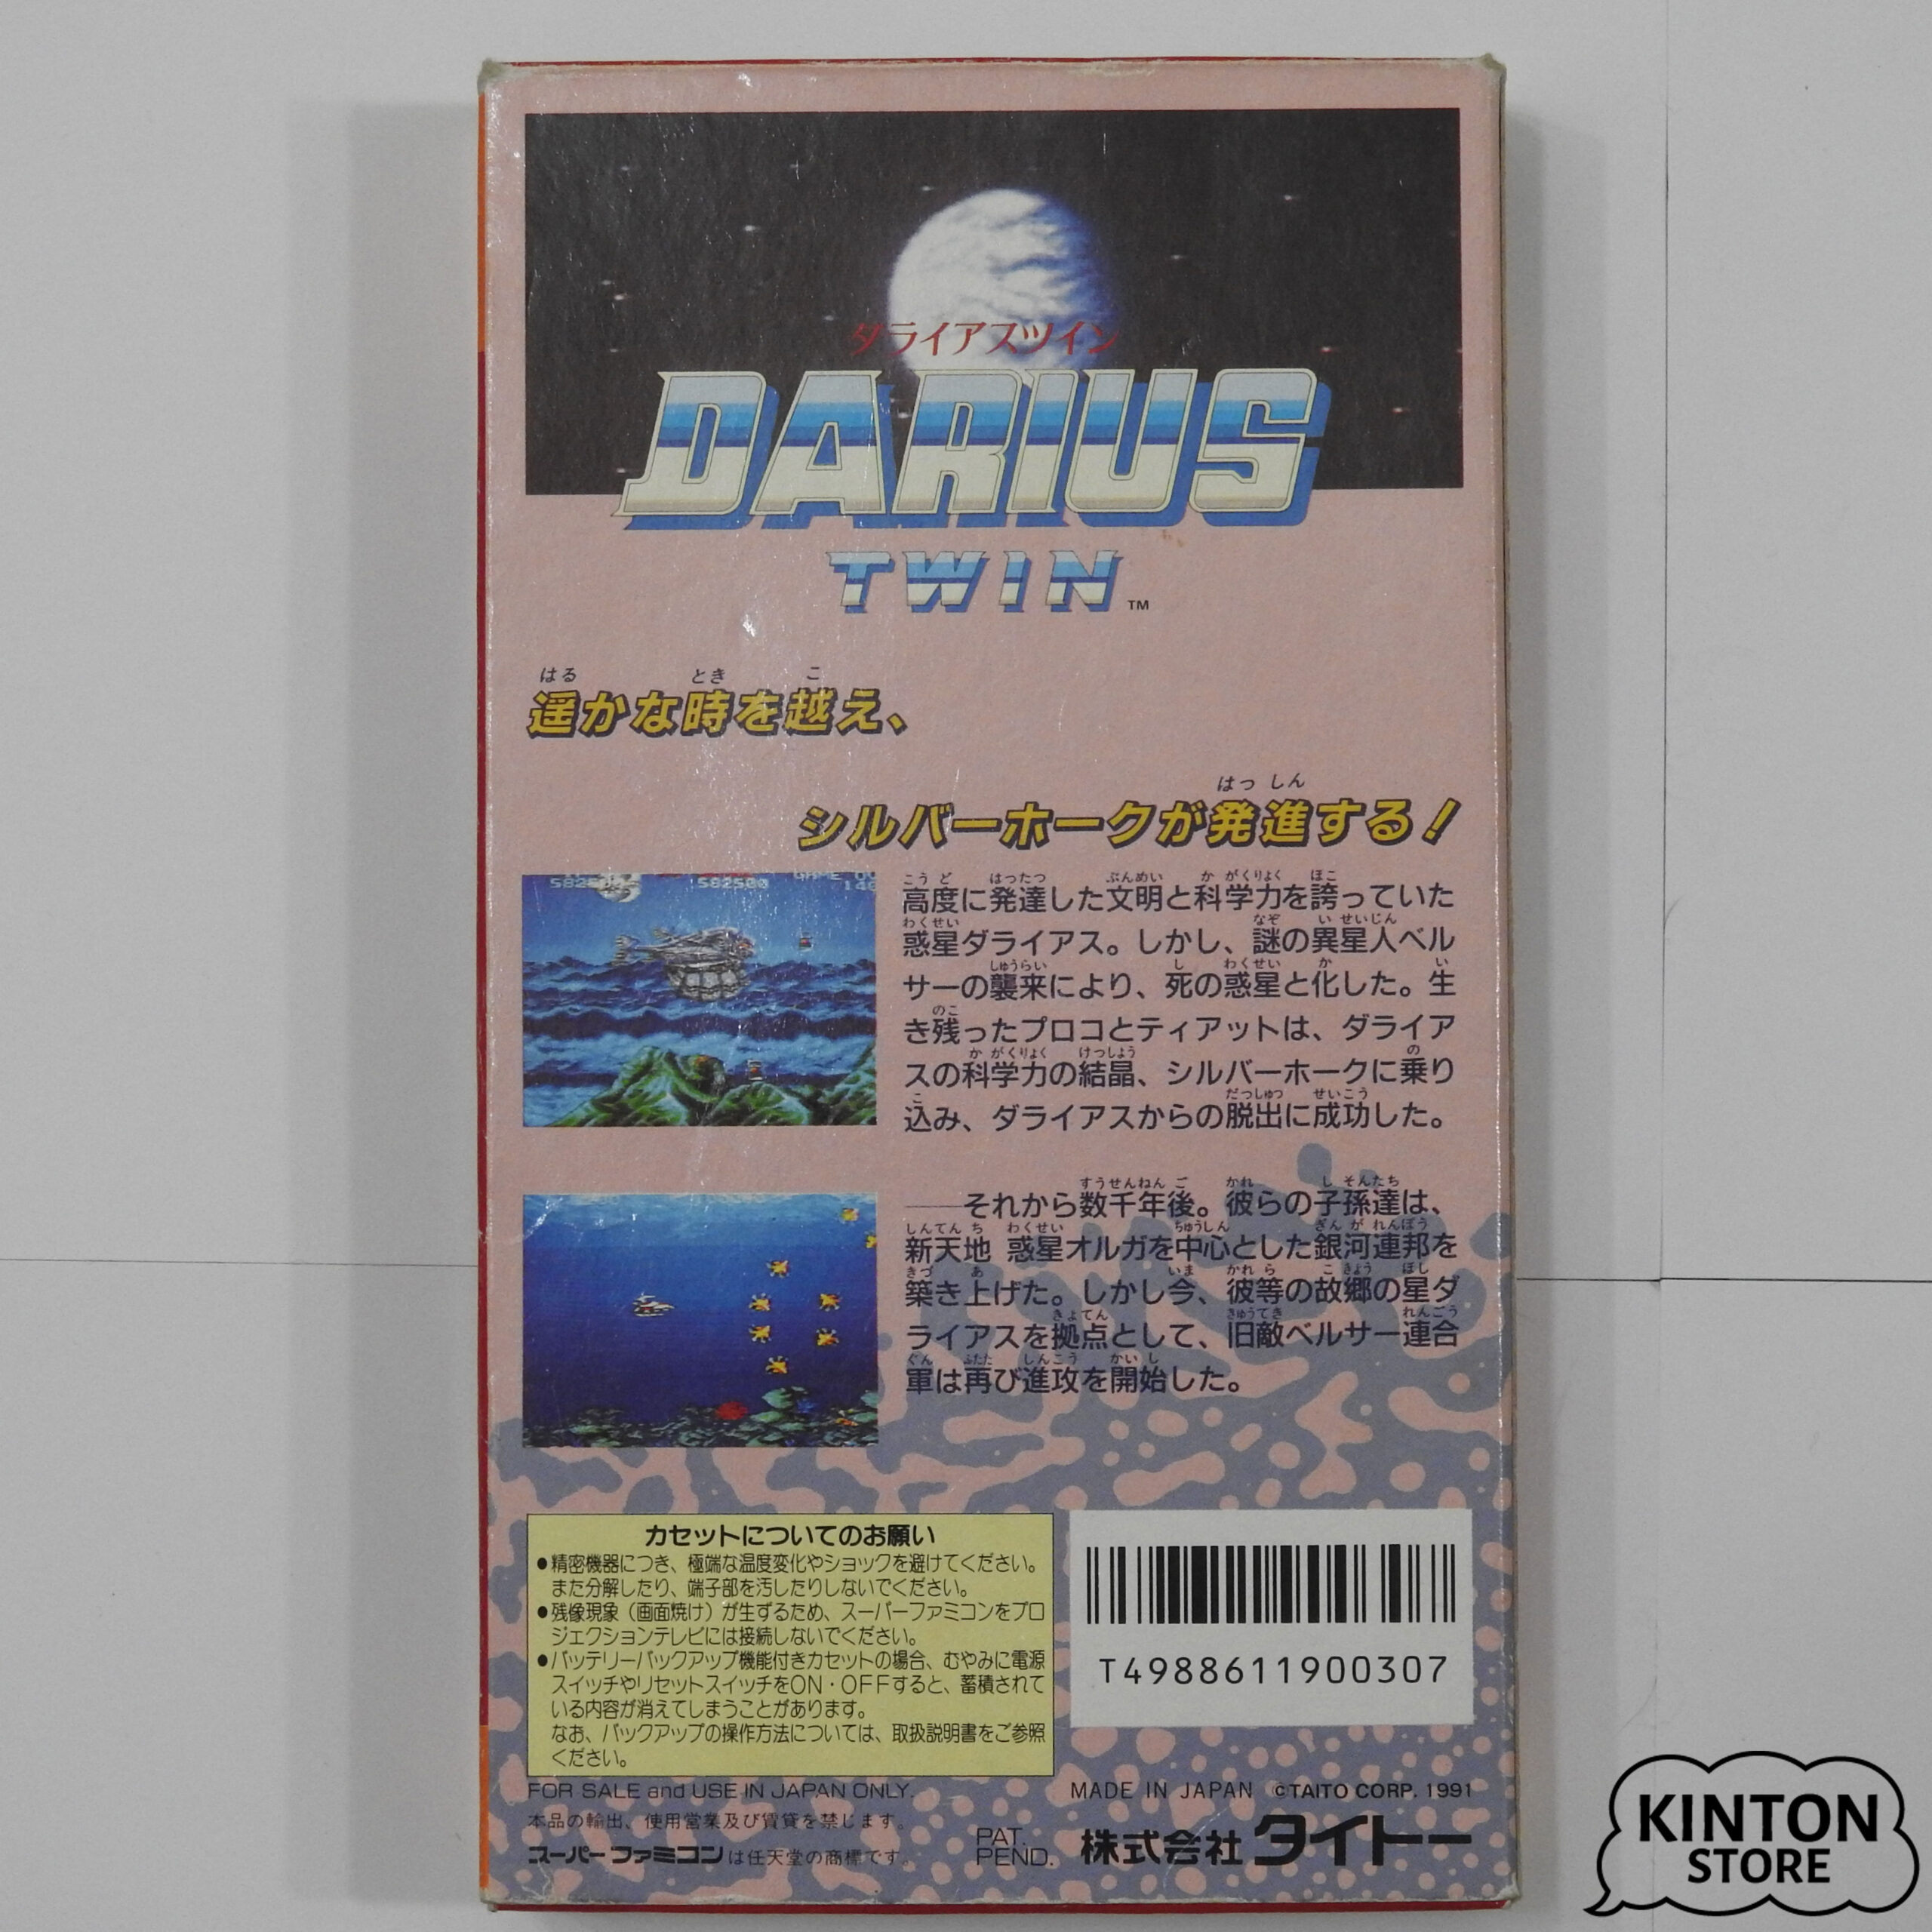 ダライアスツイン
DARIUS
TWIN™
遥かな時を越え、
シルバーホークが発進する!
高度に発達した文明と科学力を誇っていた
惑星ダライアス。しかし、謎の異星人ベル
サーの襲来により、死の惑星と化した。生
き残ったプロコとティアットは、ダライア
スの科学力の結晶、シルバーホークに乗り
込み、ダライアスからの脱出に成功した。
——それから数千年後。彼らの子孫達は、
新天地 惑星オルガを中心とした銀河連邦を
築き上げた。しかし今、彼等の故郷の星ダ
ライアスを拠点として、旧敵ベルサー連合
軍は再び進攻を開始した。
カセットについてのお願い
●精密機器につき、極端な温度変化やショックを避けてください。
また分解したり、端子部を汚したりしないでください。
●残像現象(画面焼け)が生ずるため、スーパーファミコンをプロ
ジェクションテレビには接続しないでください。
●バッテリーバックアップ機能付きカセットの場合、むやみに電源
スイッチやリセットスイッチをON・OFFすると、蓄積されて
いる内容が消えてしまうことがあります。
なお、バックアップの操作方法については、取扱説明書をご参照
ください。
T4988611900307
FOR SALE and USE IN JAPAN ONLY.
本品の輸出、使用営業及び賃貸を禁じます。
スーパーファミコンは任天堂の商標です。
PAT.
PEND.
MADE IN JAPAN ©TAITO CORP. 1991
株式会社タイトー
KINTON
STORE